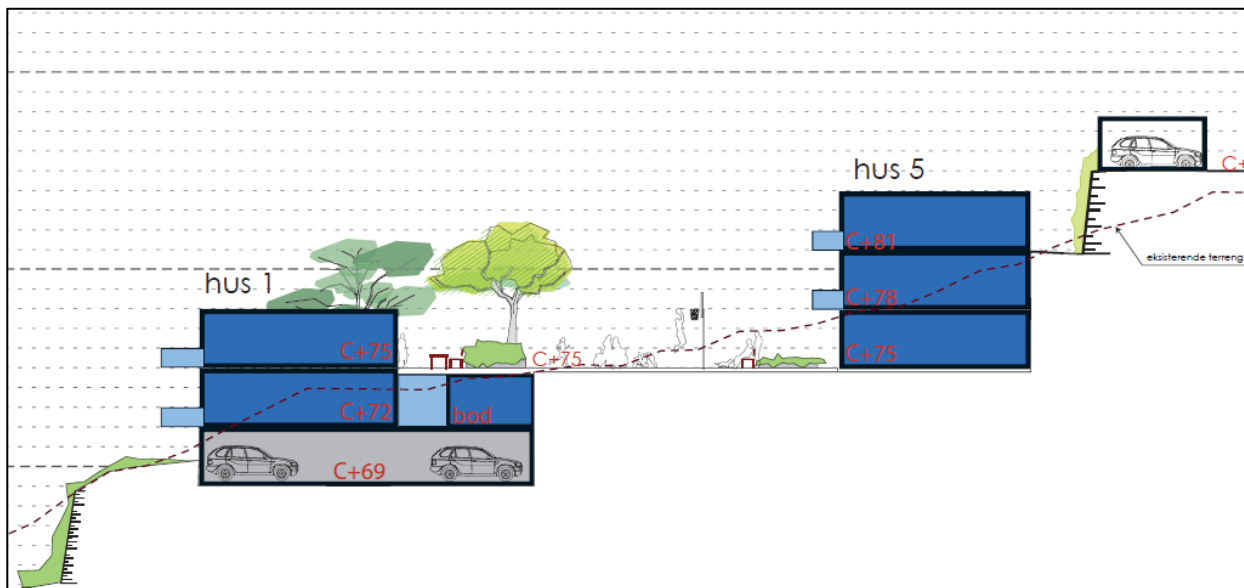 hus 5
C+
hus 1
C+81
eksisterende terreng
C+78
C+75
C+75
C+75
C+72
bod
C+69